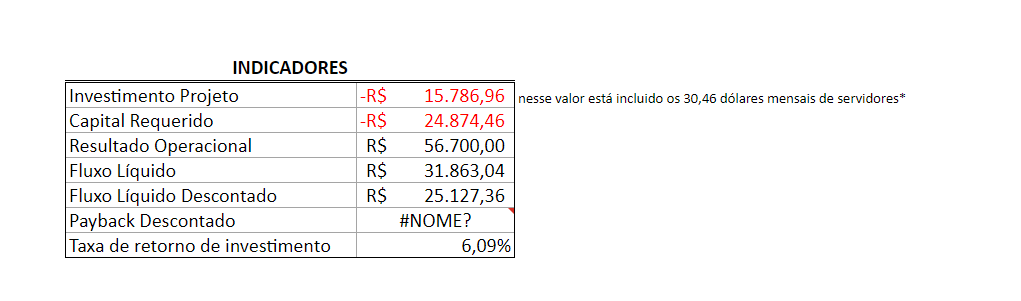 INDICADORES
Investimento Projeto -R$ 15.786,96 nesse valor está incluido os 30,46 dólares mensais de servidores*
Capital Requerido -R$ 24.874,46
Resultado Operacional R$ 56.700,00
Fluxo Líquido R$ 31.863,04
Fluxo Líquido Descontado R$ 25.127,36
Payback Descontado #NOME?
Taxa de retorno de investimento 6,09%